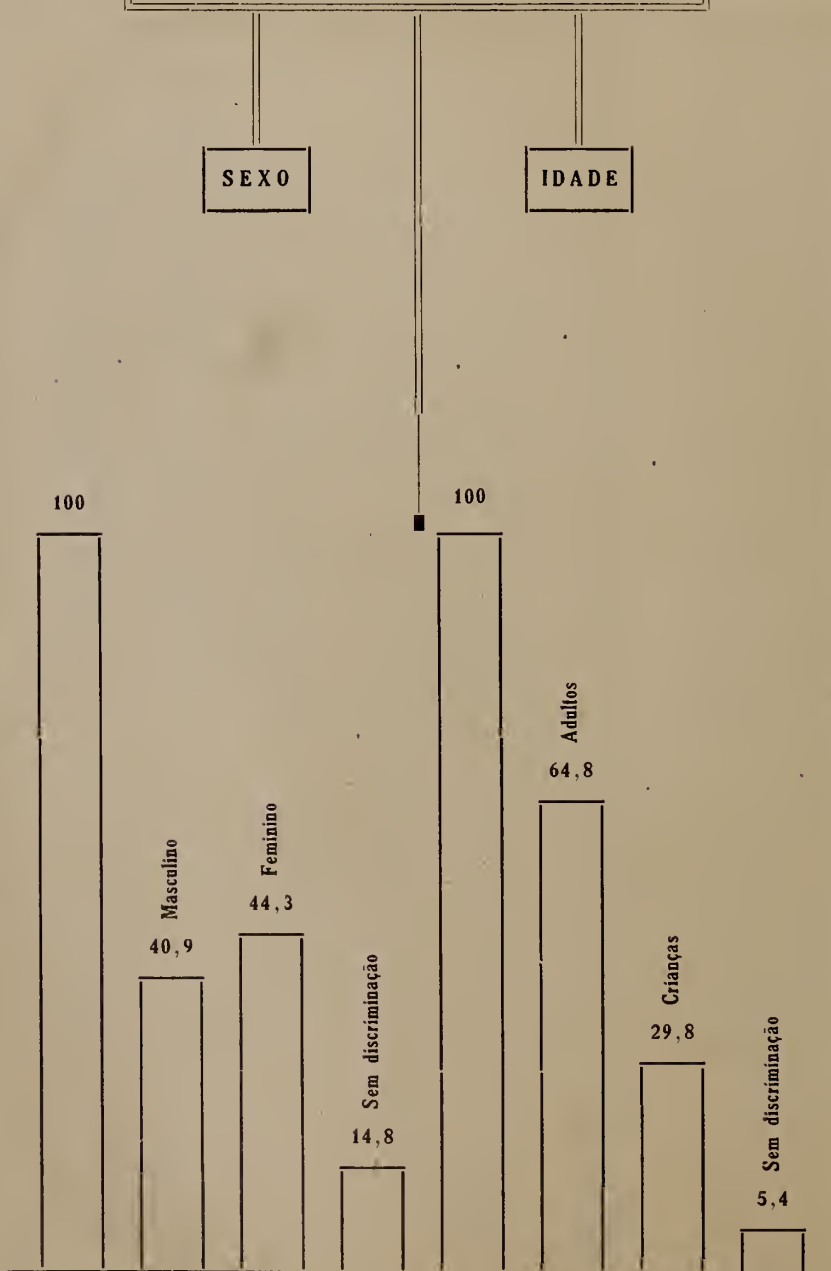 SEXO
IDADE
100
Masculino
40,9
Feminino
44,3
Sem discriminação
14,8
100
Adultos
64,8
Crianças
29,8
Sem discriminação
5,4